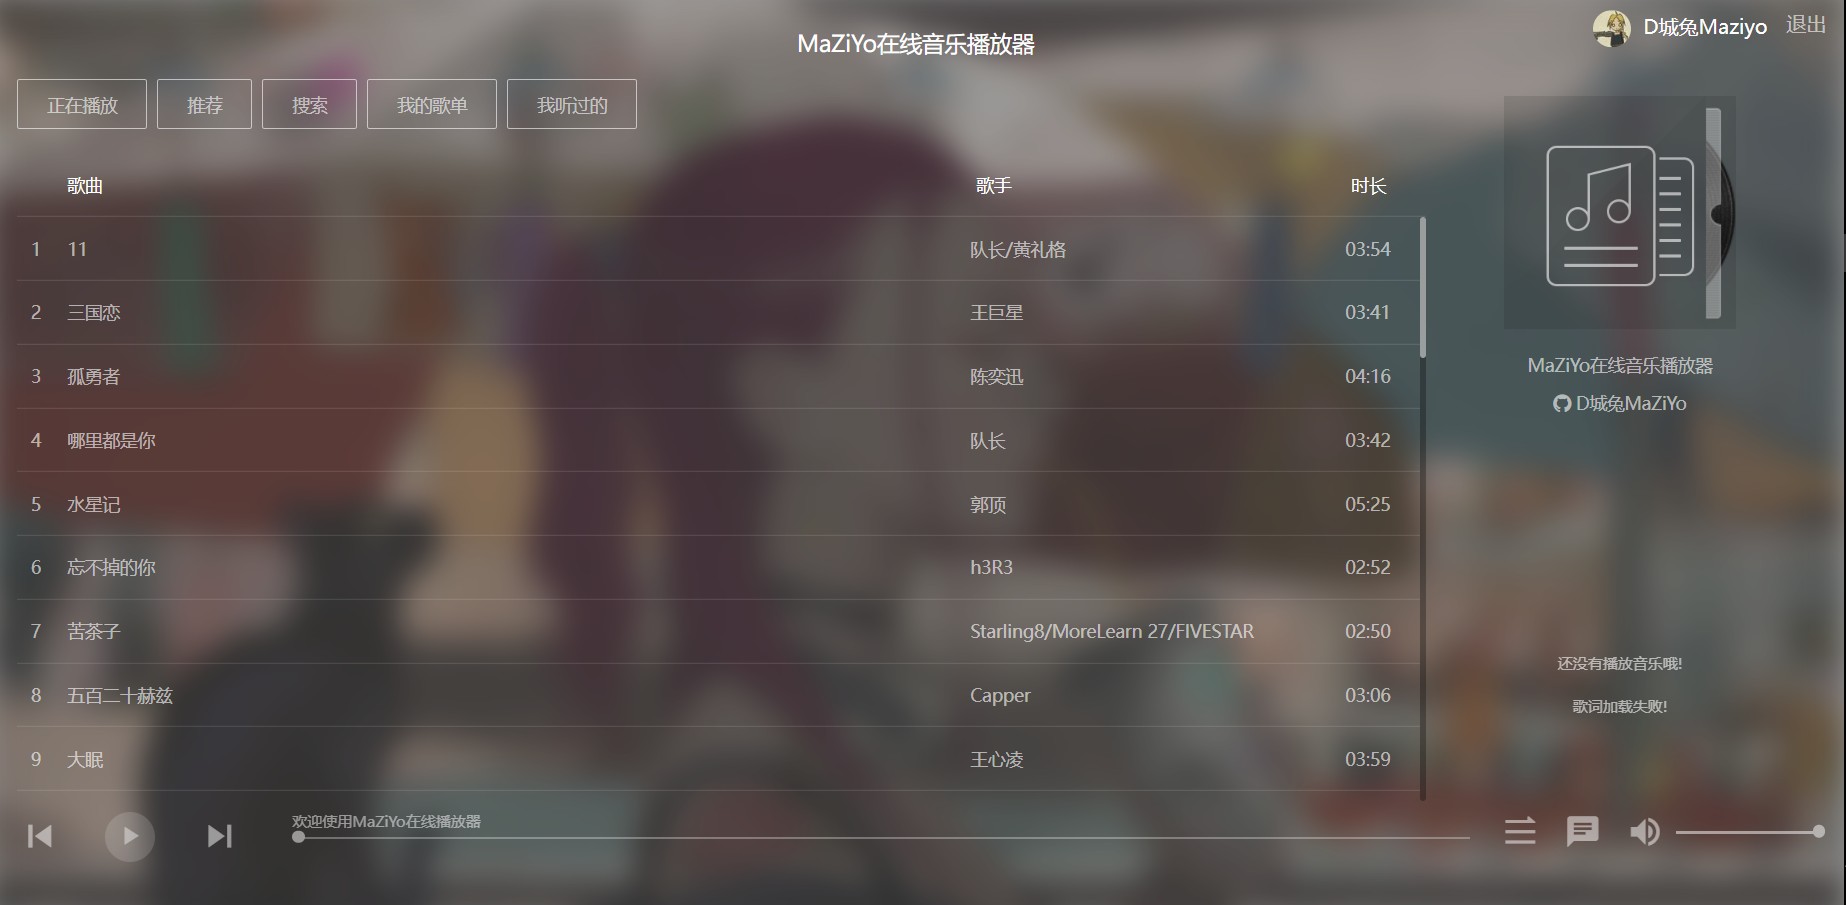 MaZiYo在线音乐播放器
D城兔Maziyo 退出
正在播放 推荐 搜索 我的歌单 我听过的
歌曲 歌手 时长
1 11 队长/黄礼格 03:54
2 三国恋 王巨星 03:41
3 孤勇者 陈奕迅 04:16
4 哪里都是你 队长 03:42
5 水星记 郭顶 05:25
6 忘不掉的你 h3R3 02:52
7 苦茶子 Starling8/MoreLearn 27/FIVESTAR 02:50
8 五百二十赫兹 Capper 03:06
9 大眠 王心凌 03:59
MaZiYo在线音乐播放器
D城兔MaZiYo
还没有播放音乐哦!
歌词加载失败!
欢迎使用MaZiYo在线播放器